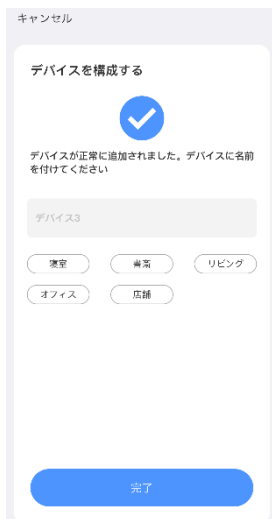 キャンセル
デバイスを構成する
デバイスが正常に追加されました。デバイスに名前
を付けてください
デバイス3
寝室 書斎 リビング
オフィス 店舗
完了